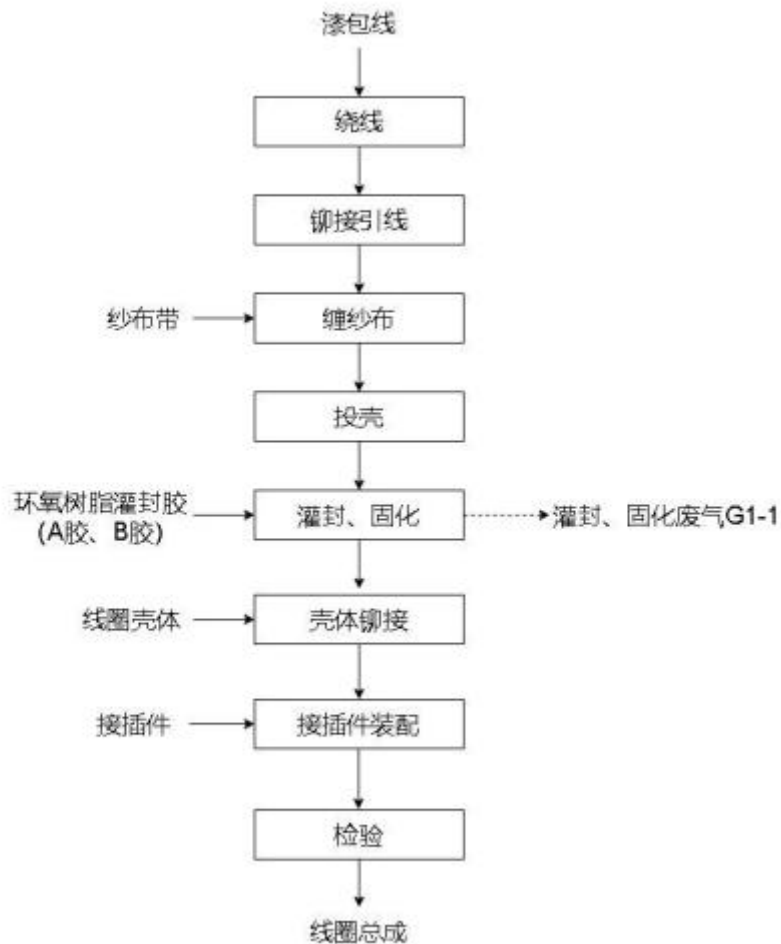 漆包线
绕线
铆接引线
纱布带
缠纱布
投壳
环氧树脂灌封胶
(A胶、B胶)
灌封、固化
灌封、固化废气G1-1
线圈壳体
壳体铆接
接插件
接插件装配
检验
线圈总成